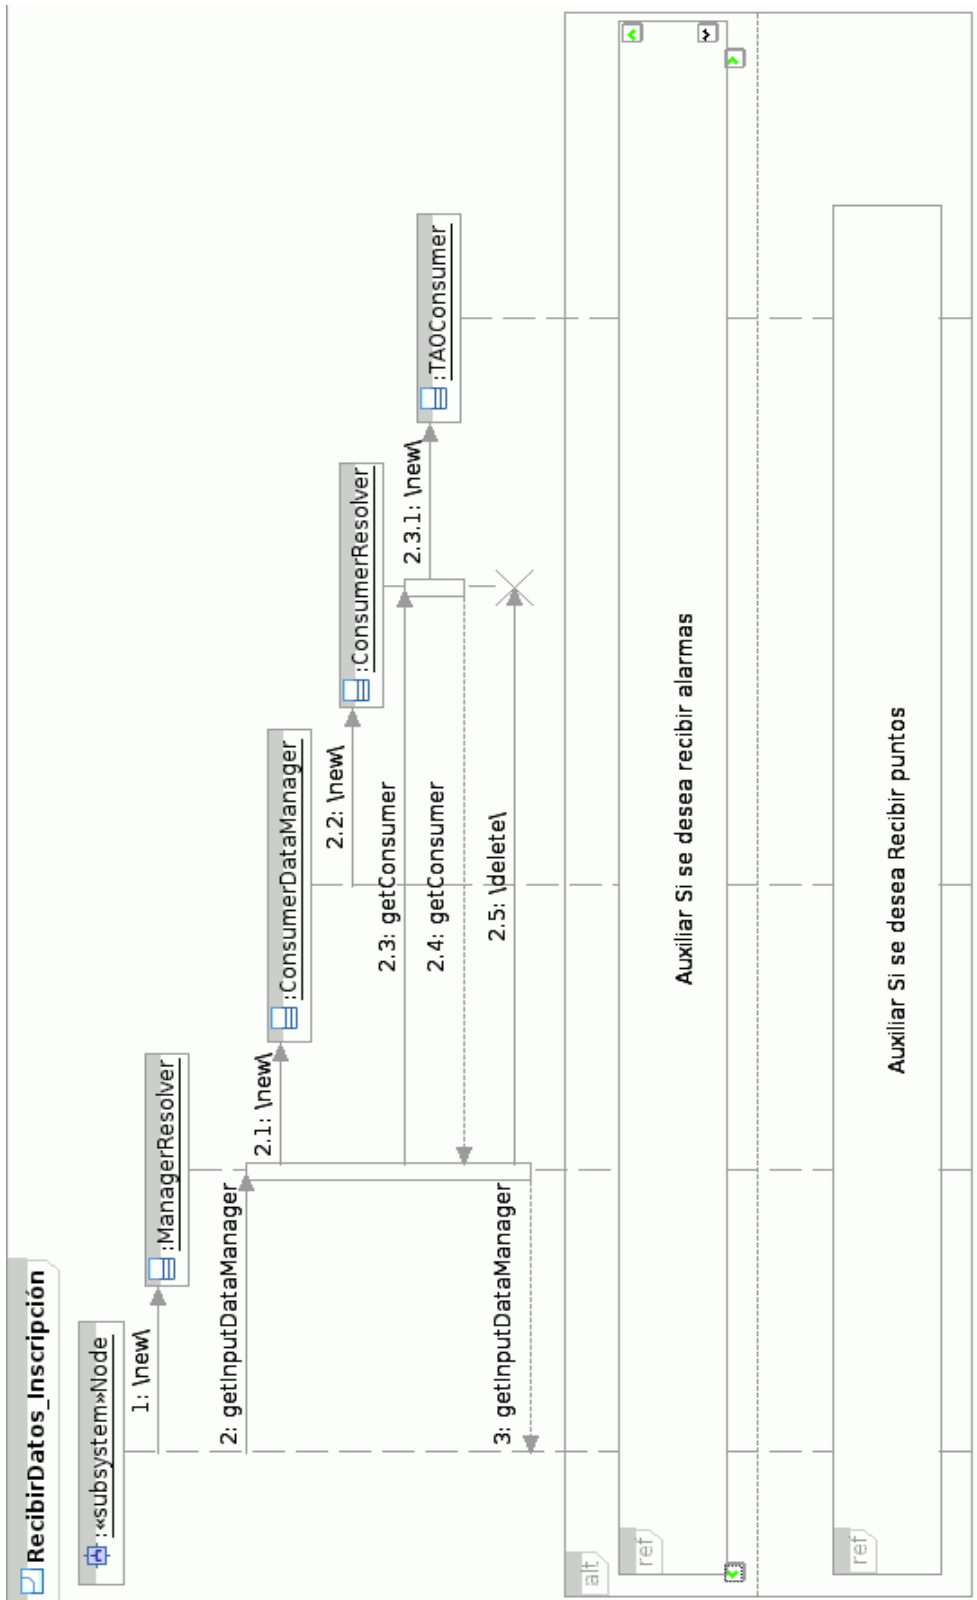 RecibirDatos_Inscripción
:«subsystem»Node
1: \new\
:ManagerResolver
2: getInputDataManager
2.1: \new\
:ConsumerDataManager
2.2: \new\
:ConsumerResolver
2.3: getConsumer
2.3.1: \new\
:TAOConsumer
2.4: getConsumer
2.5: \delete\
3: getInputDataManager
alt
ref
Auxiliar Si se desea recibir alarmas
ref
Auxiliar Si se desea Recibir puntos